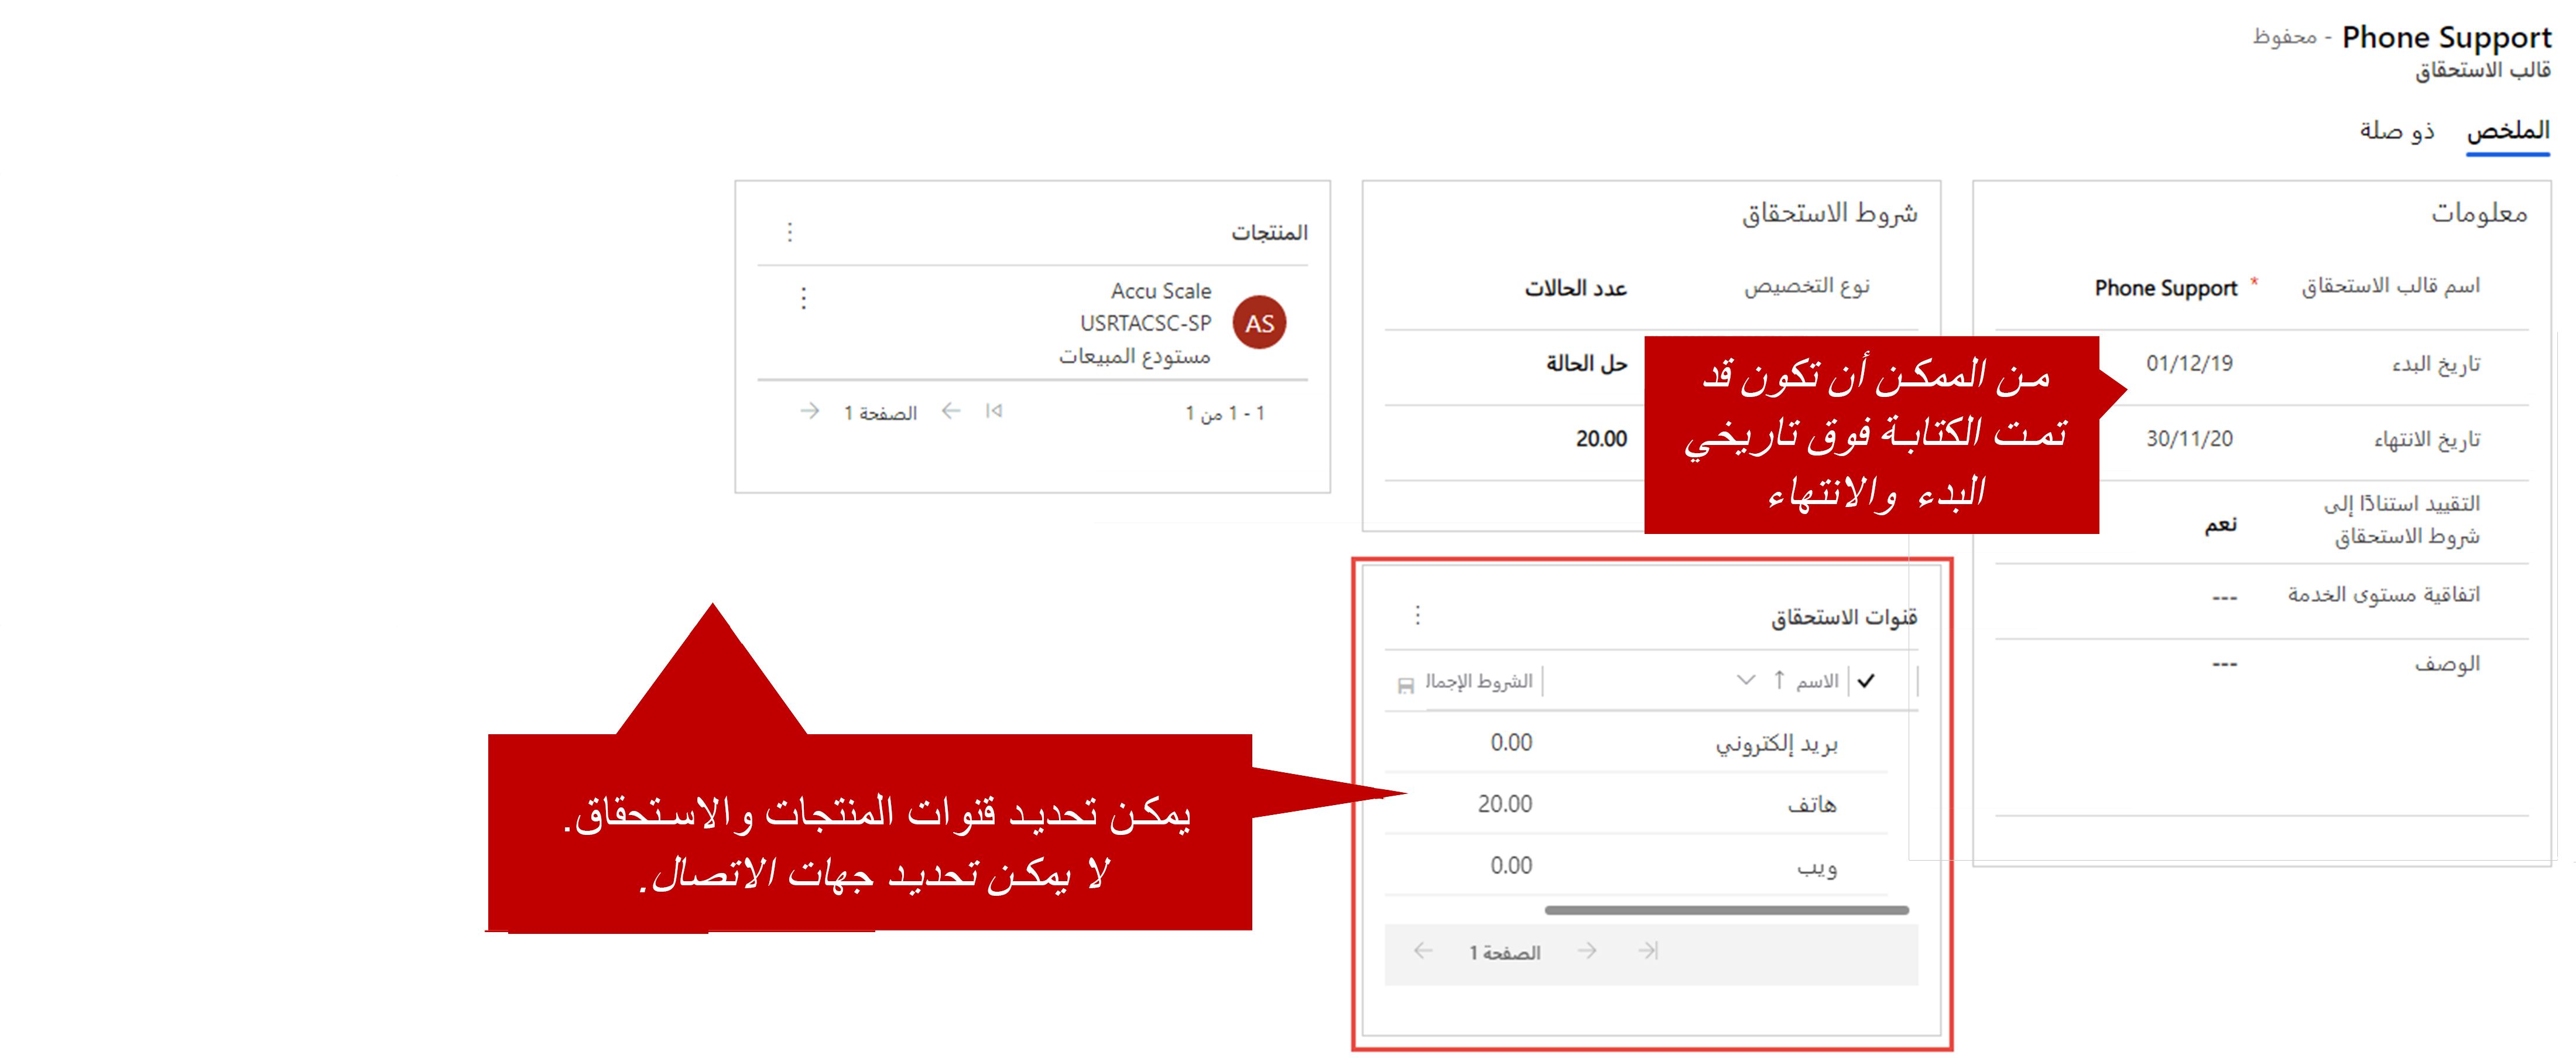 Phone Support - محفوظ
قالب الاستحقاق
الملخص ذو صلة
معلومات
اسم قالب الاستحقاق * Phone Support
تاريخ البدء 01/12/19
تاريخ الانتهاء 30/11/20
التقييد استنادًا إلى
شروط الاستحقاق نعم
اتفاقية مستوى الخدمة ---
الوصف ---
شروط الاستحقاق
نوع التخصيص عدد الحالات
حل الحالة
20.00
من الممكن أن تكون قد
تمت الكتابة فوق تاريخي
البدء والانتهاء
المنتجات
Accu Scale
AS USRTACSC-SP
مستودع المبيعات
1 - 1 من 1 الصفحة 1
قنوات الاستحقاق
الاسم الشروط الإجمال
بريد إلكتروني 0.00
هاتف 20.00
ويب 0.00
الصفحة 1
يمكن تحديد قنوات المنتجات والاستحقاق.
لا يمكن تحديد جهات الاتصال.